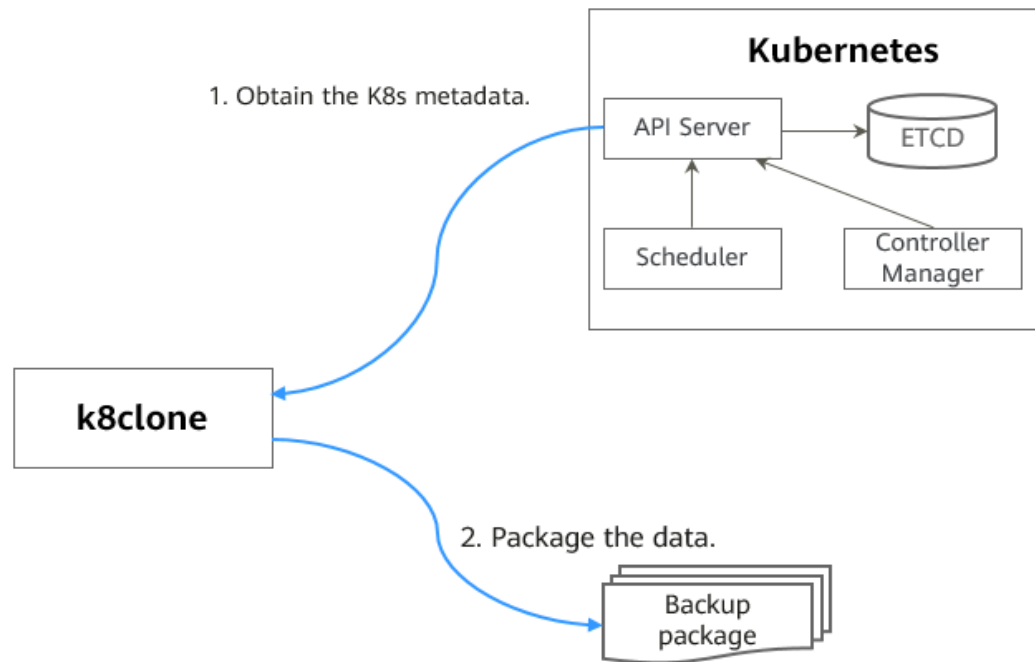 Kubernetes
1. Obtain the K8s metadata.
API Server
ETCD
Scheduler
Controller
Manager
k8clone
2. Package the data.
Backup
package